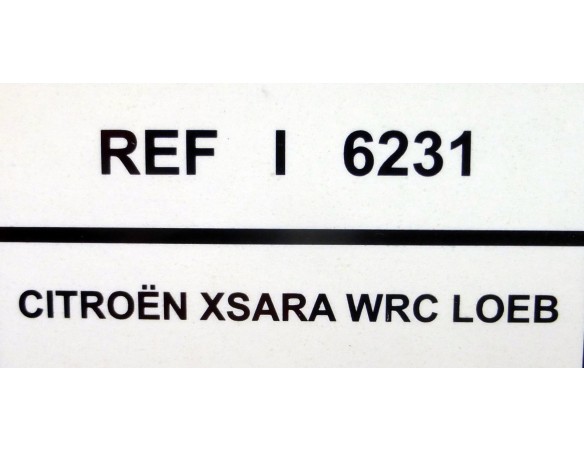 REF I 6231
CITROËN XSARA WRC LOEB